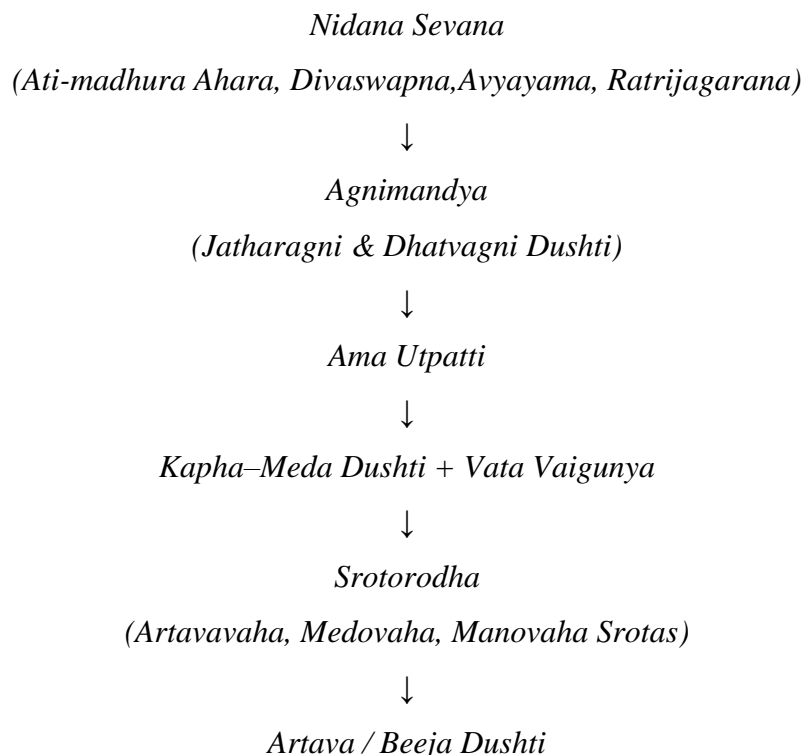 Nidana Sevana
(Ati-madhura Ahara, Divaswapna,Avyayama, Ratrijagarana)
↓
Agnimandya
(Jatharagni & Dhatvagni Dushti)
↓
Ama Utpatti
↓
Kapha–Meda Dushti + Vata Vaigunya
↓
Srotorodha
(Artavavaha, Medovaha, Manovaha Srotas)
↓
Artava / Beeja Dushti